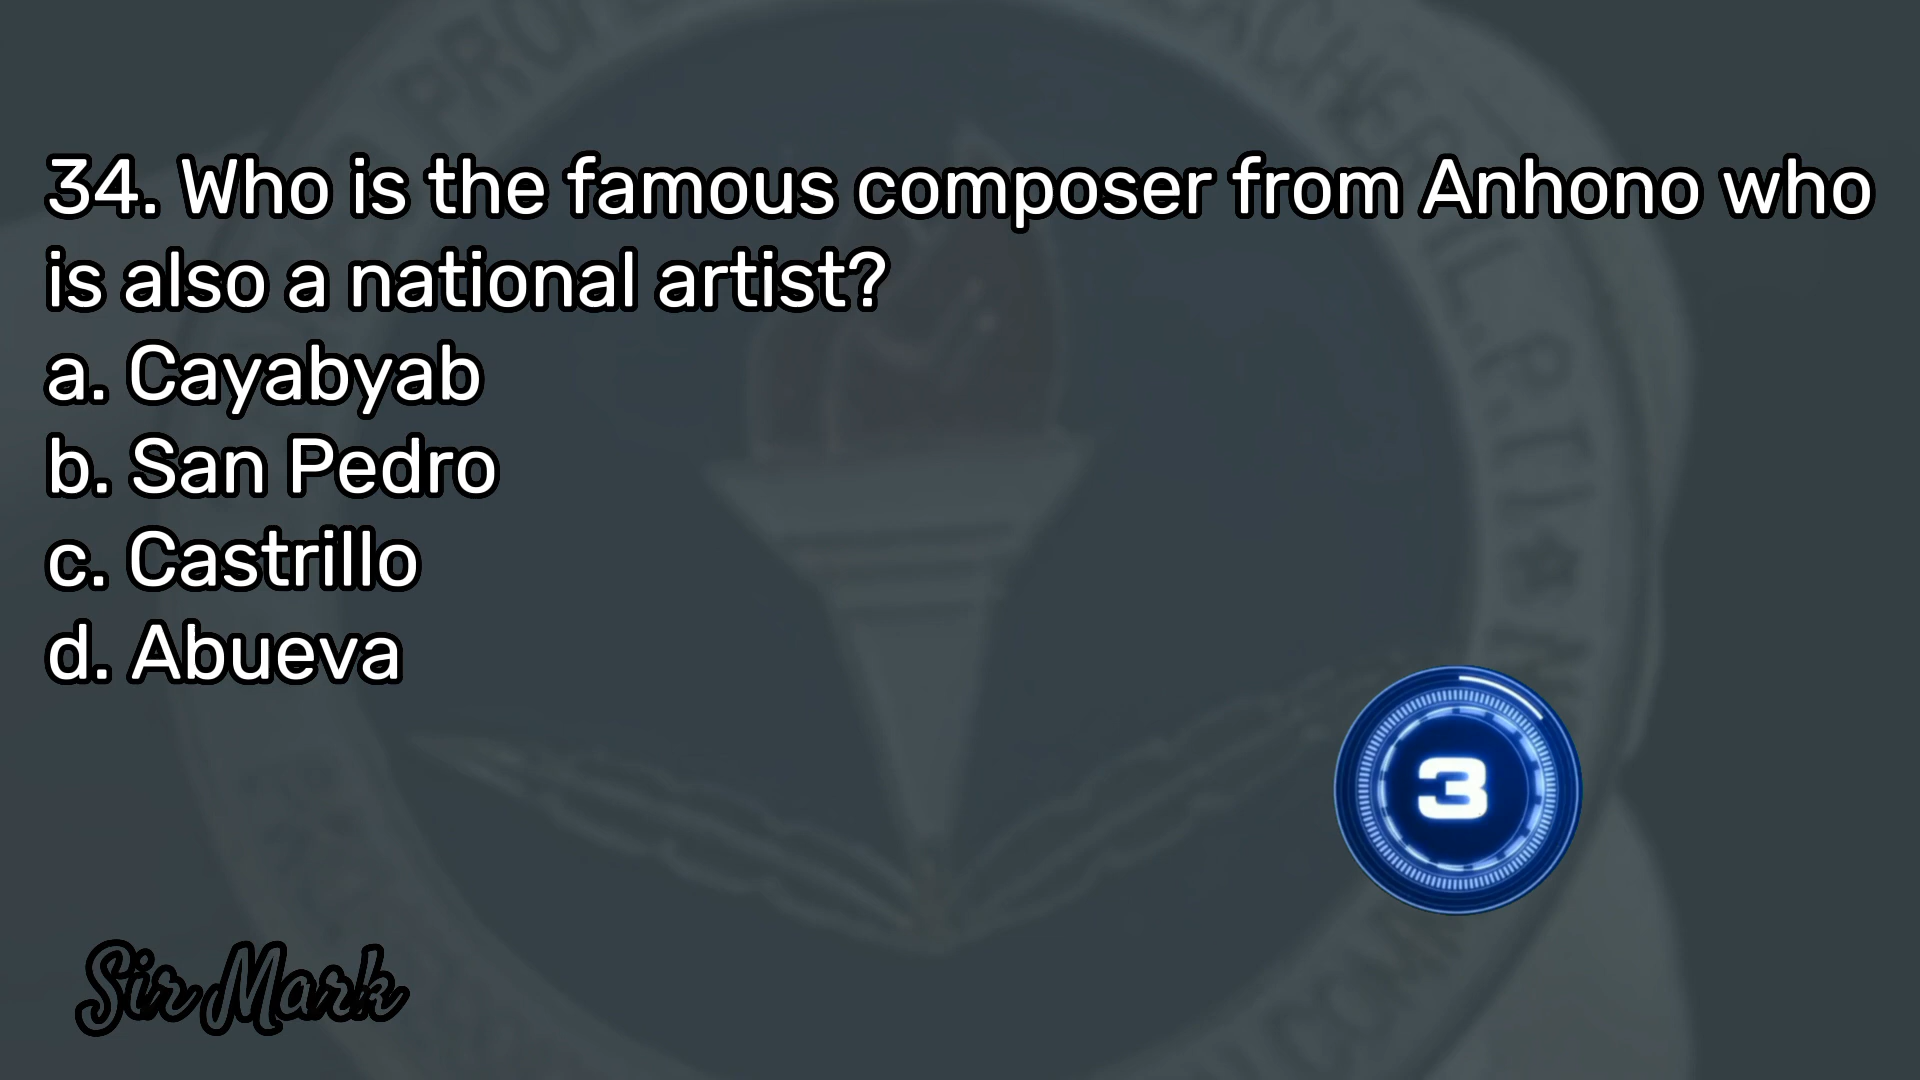 34. Who is the famous composer from Anhono who
is also a national artist?
a. Cayabyab
b. San Pedro
c. Castrillo
d. Abueva
3
Sir Mark